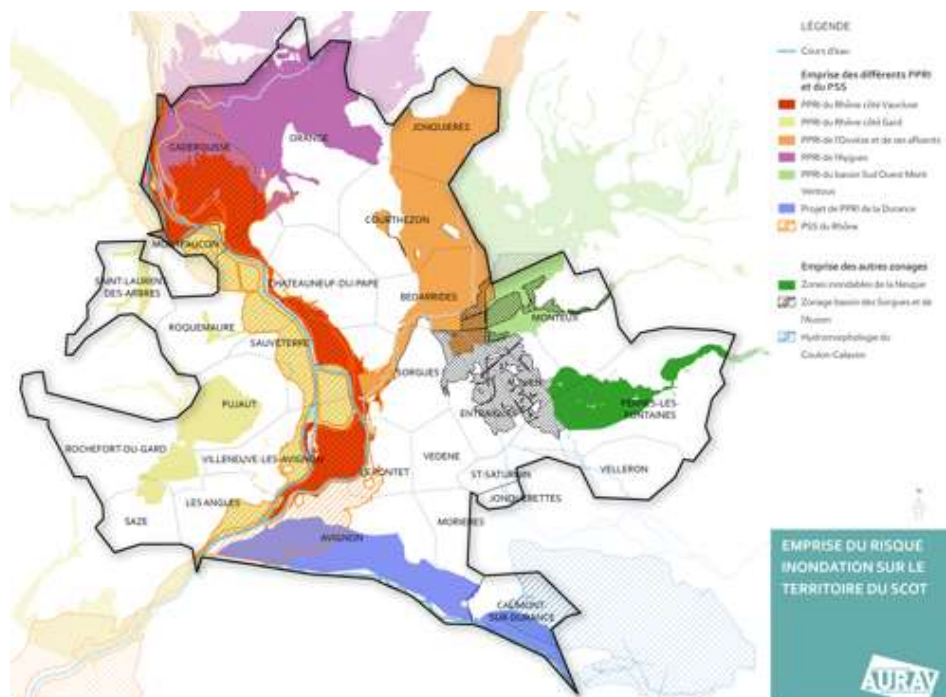 LÉGENDE
Cours d'eau
Emprise des différents PPRI
et du PSS
PPRI du Rhône côté Vaucluse
PPRI du Rhône côté Gard
PPRI de l'Ouvèze et de ses affluents
PPRI de l'Aygues
PPRI du bassin Sud Ouest Mont
Ventoux
Projet de PPRI de la Durance
PSS du Rhône
Emprise des autres zonages
Zones inondables de la Nesque
Zonage bassin des Sorgues et de
l'Auzon
Hydromorphologie du
Coulon-Calavon
JONQUIERES
ORANGE
CADEROUSSE
COURTHEZON
MONTFAUCON
SAINT-LAURENT
DES-ARBRES
CHATEAUNEUF-DU-PAPE
BEDARRIDES
MONTEUX
ROQUEMAURE
SAUVETERRE
SORGUES
PUJAUT
ENTRAIGUES
PERNES-LES-
FONTAINES
ROCHEFORT-DU-GARD
VILLENEUVE-LES-AVIGNON
VEDENE
LE PONTET
ST-SATURNIN
VELLERON
LES ANGLES
JONQUERETTES
SAZE
MORIERES
AVIGNON
CAUMONT-
SUR-DURANCE
EMPRISE DU RISQUE
INONDATION SUR LE
TERRITOIRE DU SCOT
AURAV